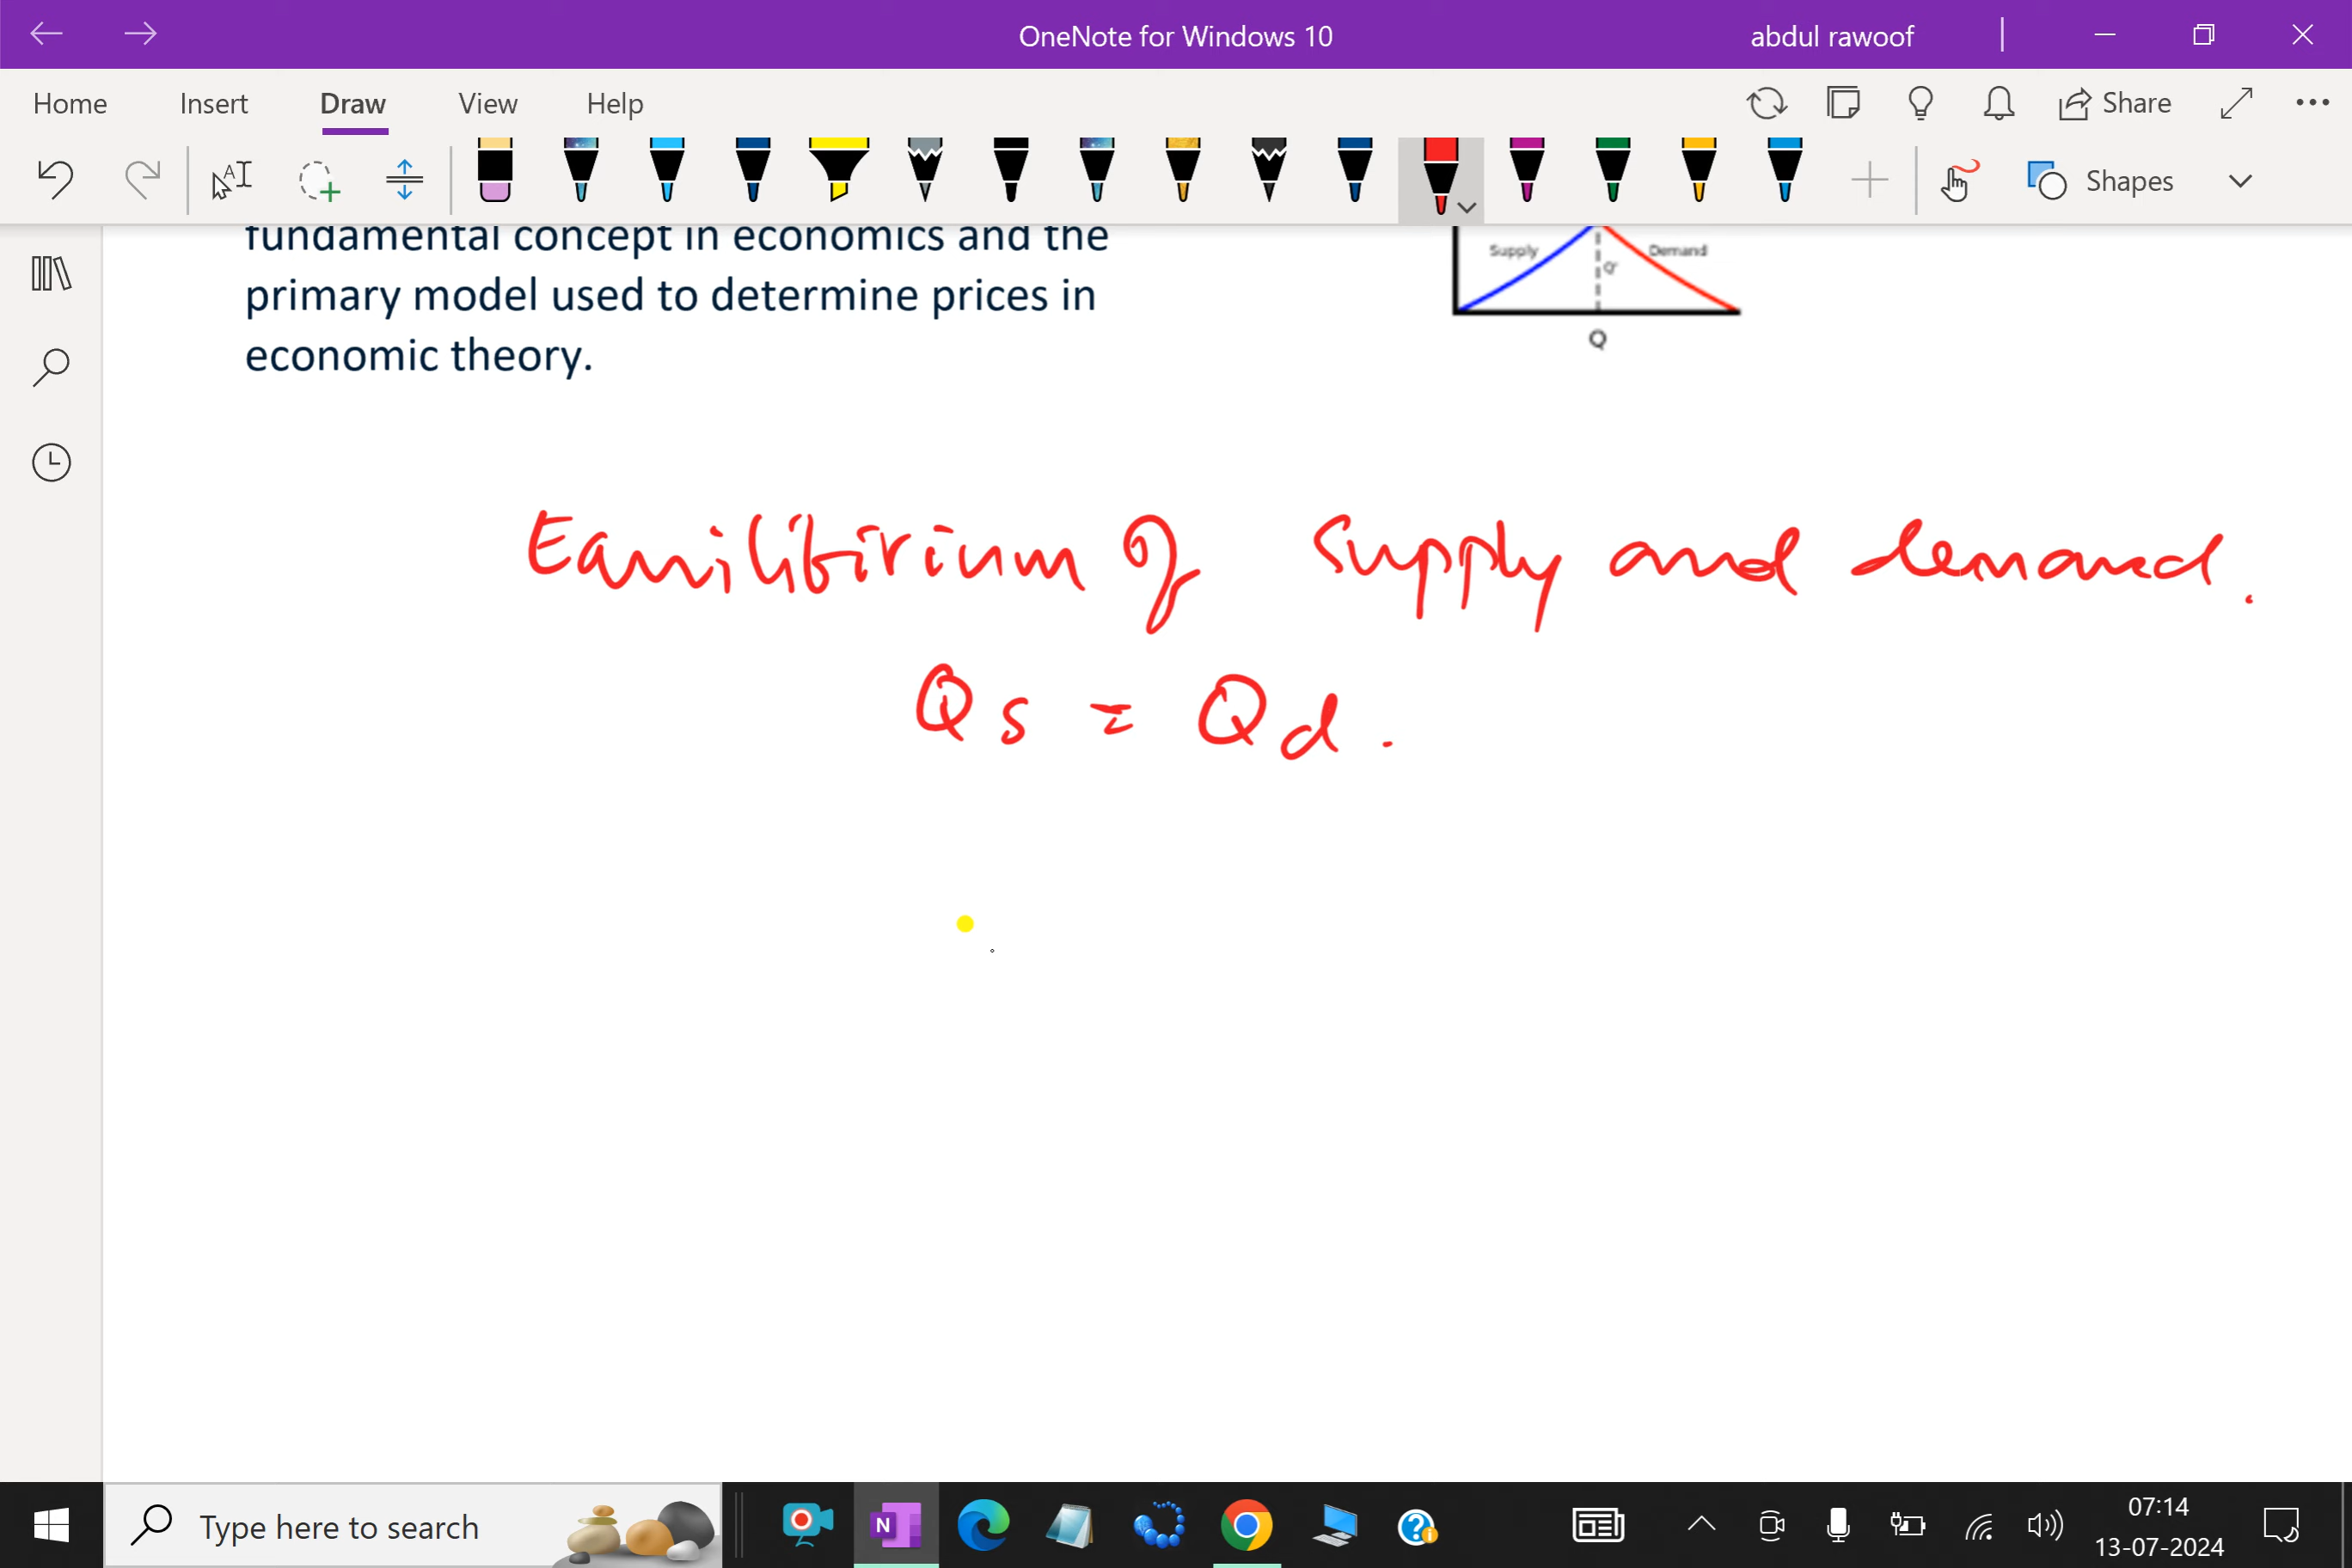 OneNote for Windows 10
abdul rawoof
Home Insert Draw View Help
Share
Shapes
fundamental concept in economics and the
primary model used to determine prices in
economic theory.
Supply
Demand
Q'
Q
Equilibirium of Supply and demand.
Qs = Qd.
Type here to search
07:14
13-07-2024